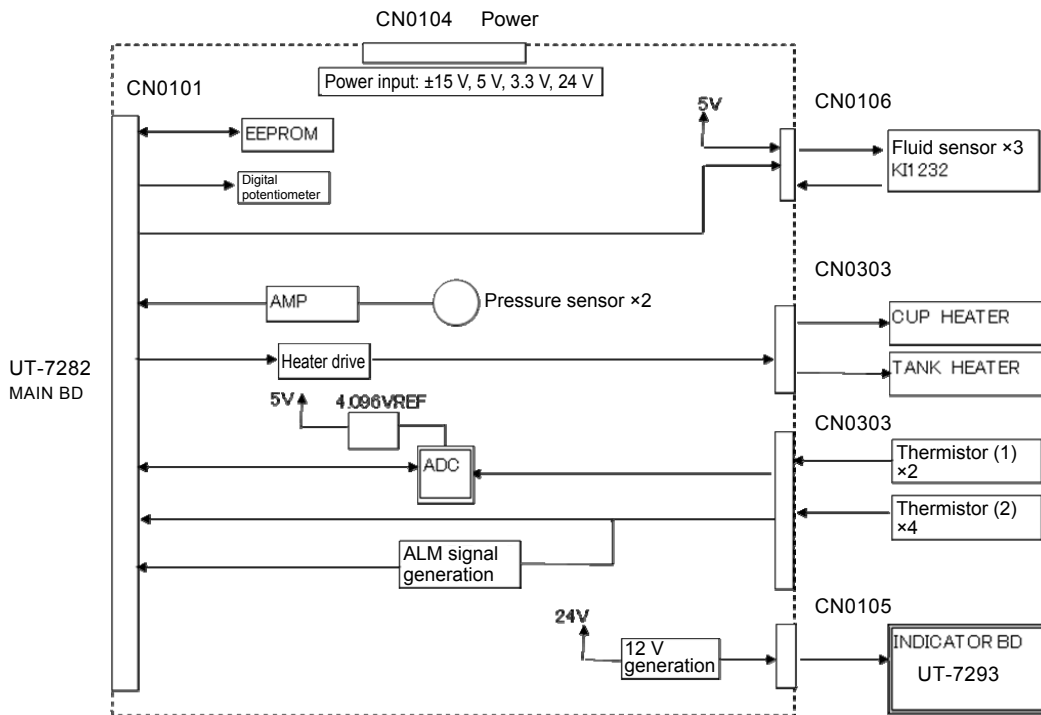 CN0104 Power
Power input: ±15 V, 5 V, 3.3 V, 24 V
CN0101
5V
CN0106
EEPROM
Fluid sensor ×3
KI1232
Digital
potentiometer
CN0303
AMP
Pressure sensor ×2
CUP HEATER
UT-7282
MAIN BD
Heater drive
TANK HEATER
5V
4.096VREF
CN0303
ADC
Thermistor (1)
×2
Thermistor (2)
×4
ALM signal
generation
CN0105
24V
12 V
generation
INDICATOR BD
UT-7293